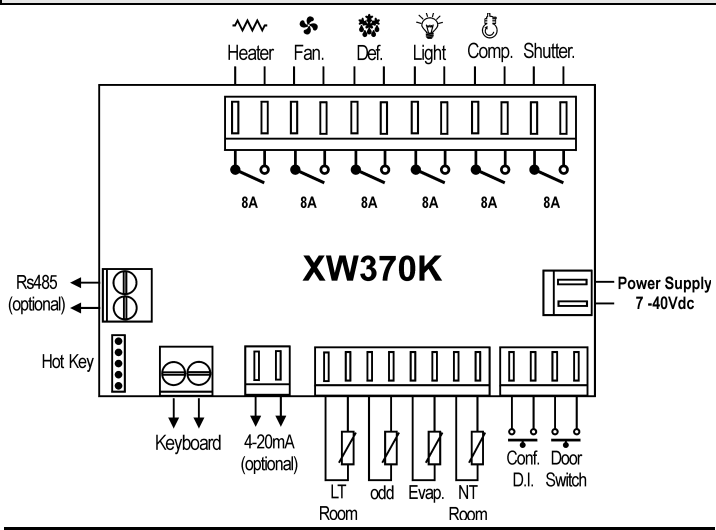 Heater Fan. Def. Light Comp. Shutter.
8A 8A 8A 8A 8A 8A
XW370K
Rs485
(optional)
Power Supply
7 -40Vdc
Hot Key
Keyboard
4-20mA
(optional)
LT
Room
odd
Evap.
NT
Room
Conf.
D.I.
Door
Switch